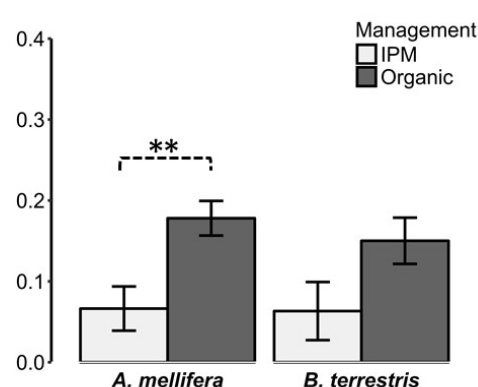 Management
IPM
Organic
0.4
0.3
**
0.2
0.1
0.0
A. mellifera B. terrestris